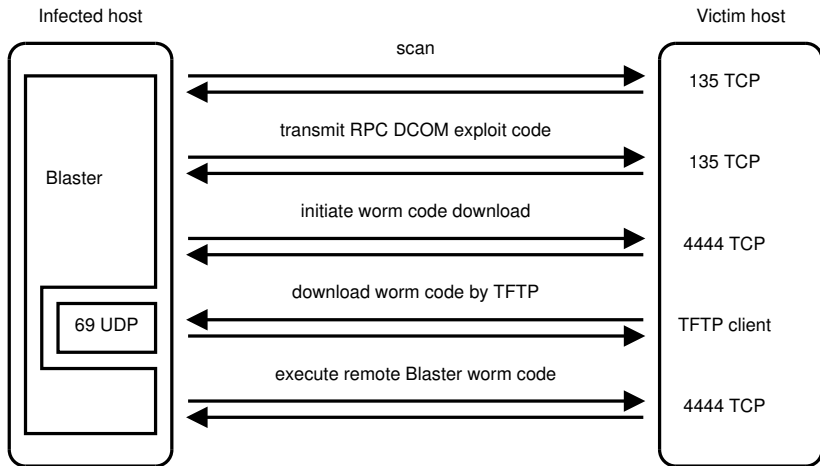 Infected host
Victim host
scan
135 TCP
transmit RPC DCOM exploit code
135 TCP
Blaster
initiate worm code download
4444 TCP
download worm code by TFTP
69 UDP
TFTP client
execute remote Blaster worm code
4444 TCP